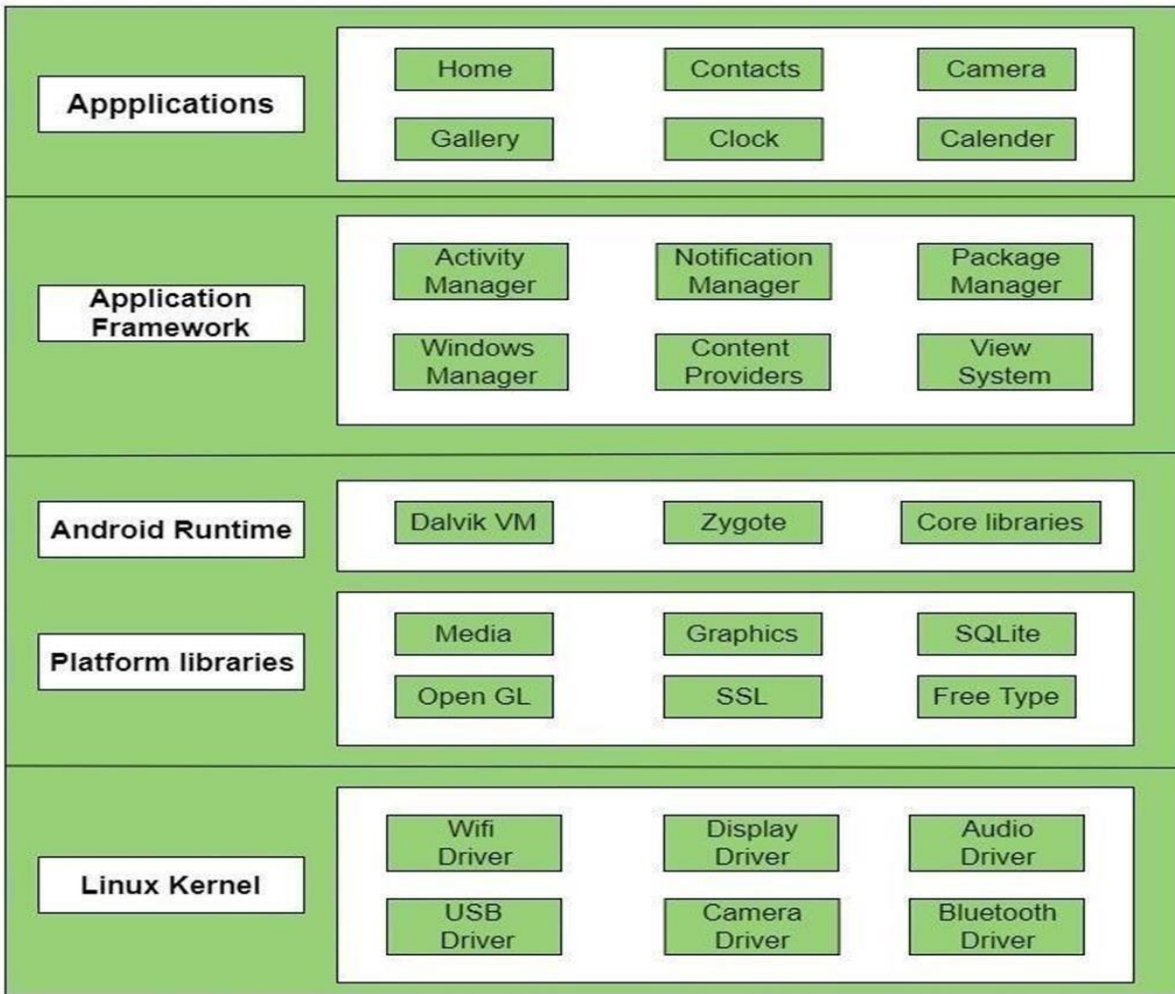 Appplications
Home
Contacts
Camera
Gallery
Clock
Calender
Application
Framework
Activity
Manager
Notification
Manager
Package
Manager
Windows
Manager
Content
Providers
View
System
Android Runtime
Dalvik VM
Zygote
Core libraries
Platform libraries
Media
Graphics
SQLite
Open GL
SSL
Free Type
Linux Kernel
Wifi
Driver
Display
Driver
Audio
Driver
USB
Driver
Camera
Driver
Bluetooth
Driver